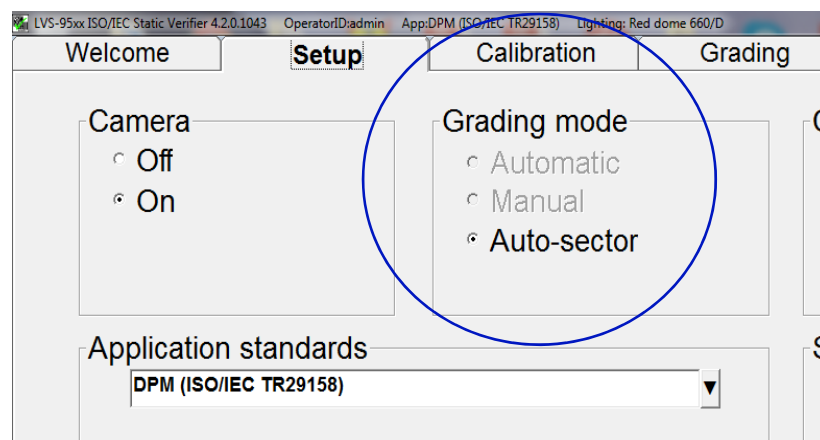 LVS-95xx ISO/IEC Static Verifier 4.2.0.1043 OperatorID:admin App:DPM (ISO/IEC TR29158) Lighting: Red dome 660/D
Welcome Setup Calibration Grading
Camera
Off
On
Grading mode
Automatic
Manual
Auto-sector
Application standards
DPM (ISO/IEC TR29158)